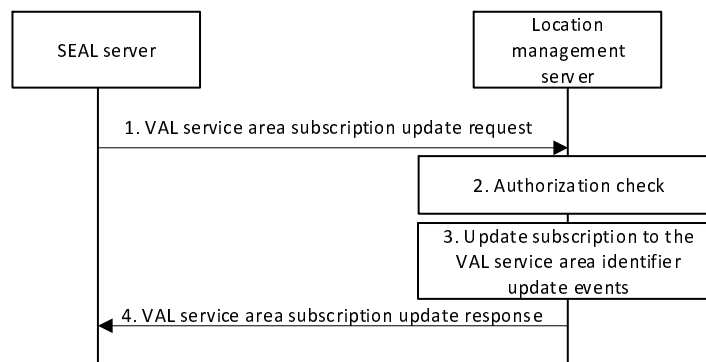 SEAL server
Location
management
server
1. VAL service area subscription update request
2. Authorization check
3. Update subscription to the
VAL service area identifier
update events
4. VAL service area subscription update response